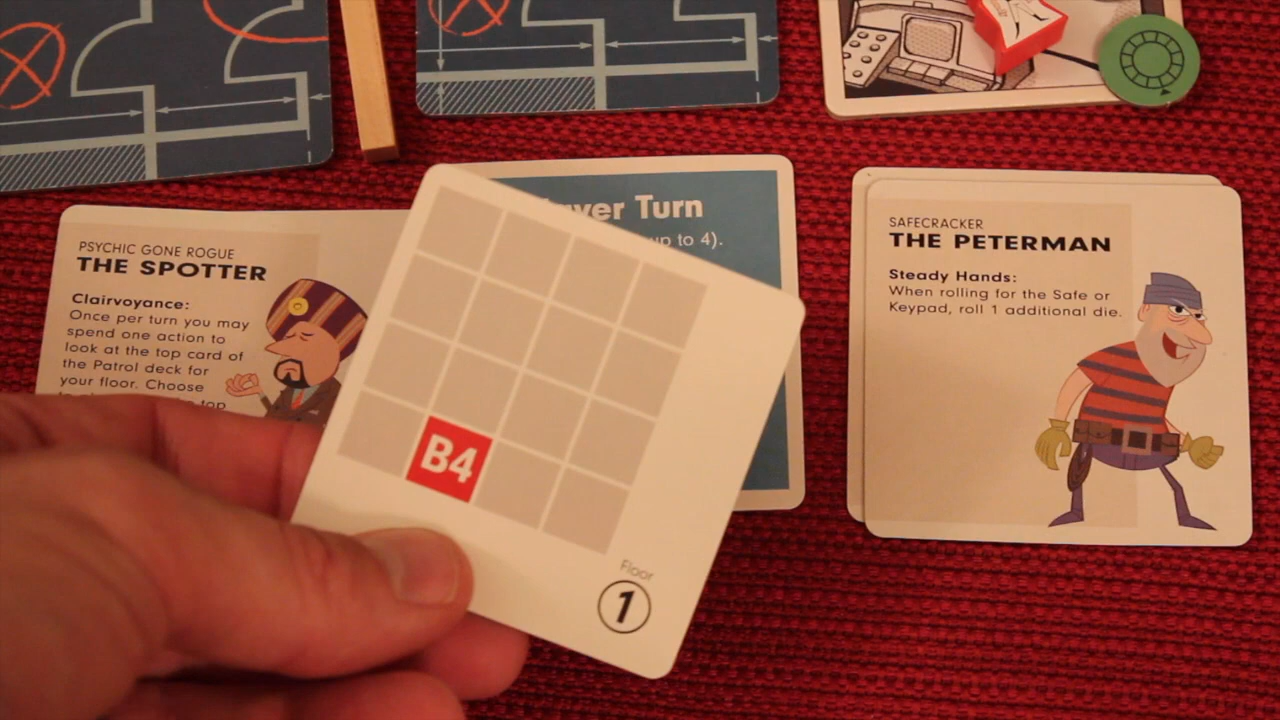 PSYCHIC GONE ROGUE
THE SPOTTER
Clairvoyance:
Once per turn you may
spend one action to
look at the top card of
the Patrol deck for
your floor. Choose
top
Turn
up to 4).
B4
Floor
1
SAFECRACKER
THE PETERMAN
Steady Hands:
When rolling for the Safe or
Keypad, roll 1 additional die.